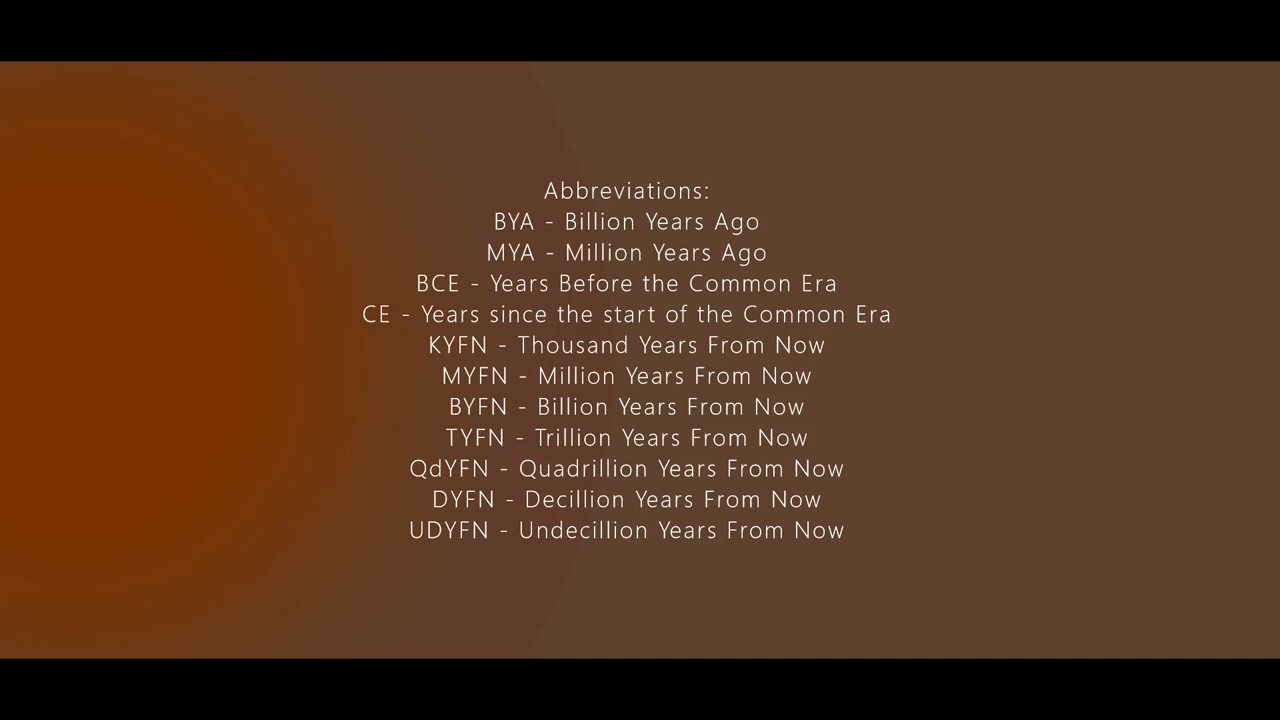 Abbreviations:
BYA - Billion Years Ago
MYA - Million Years Ago
BCE - Years Before the Common Era
CE - Years since the start of the Common Era
KYFN - Thousand Years From Now
MYFN - Million Years From Now
BYFN - Billion Years From Now
TYFN - Trillion Years From Now
QdYFN - Quadrillion Years From Now
DYFN - Decillion Years From Now
UDYFN - Undecillion Years From Now